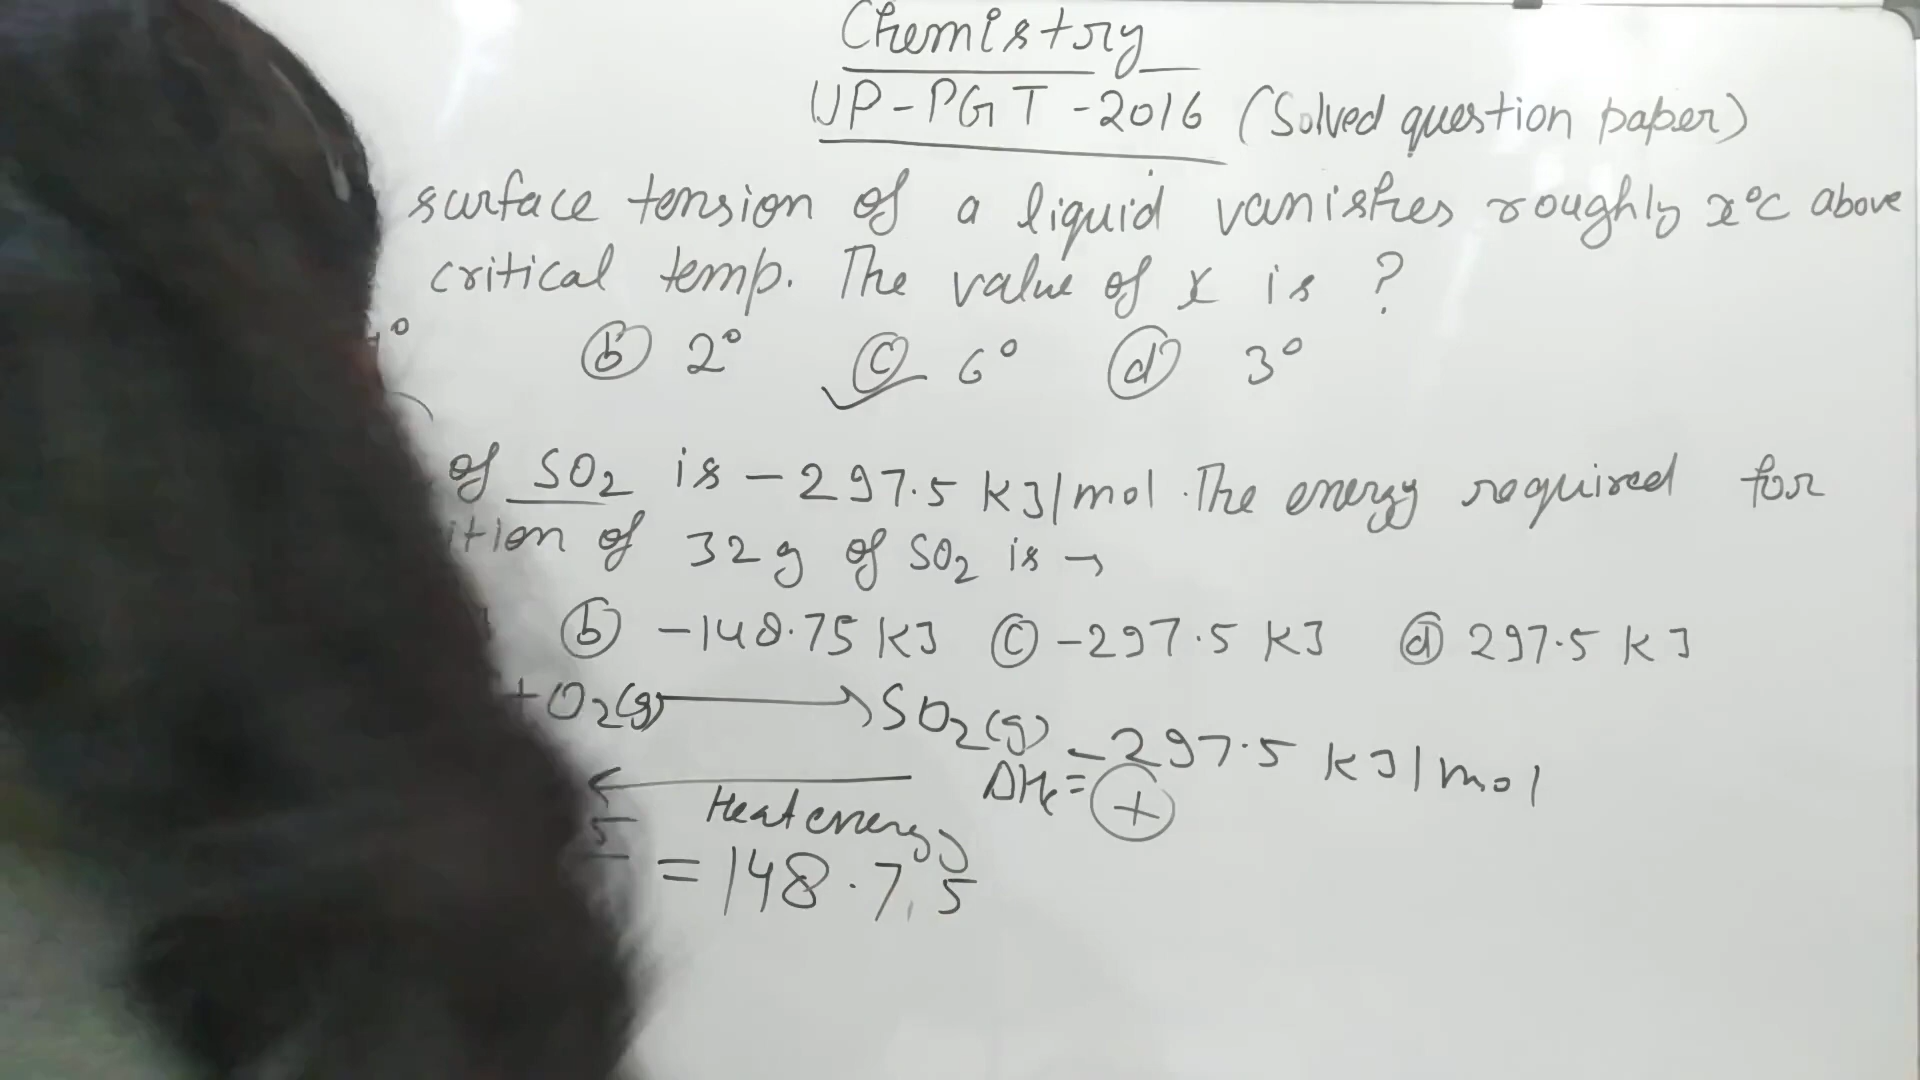 Chemistry
UP-PGT-2016 (Solved question paper)
surface tension of a liquid vanishes roughly x°C above
critical temp. The value of x is ?
° (b) 2° (c) 6° (d) 3°
of SO₂ is -297.5 KJ/mol. The energy required for
ition of 32g of SO₂ is →
(b) -148.75 KJ (c) -297.5 KJ (d) 297.5 KJ
+O₂(g) → SO₂(g) -297.5 KJ/mol
← ΔH = +
Heat energy
5 = 148.75